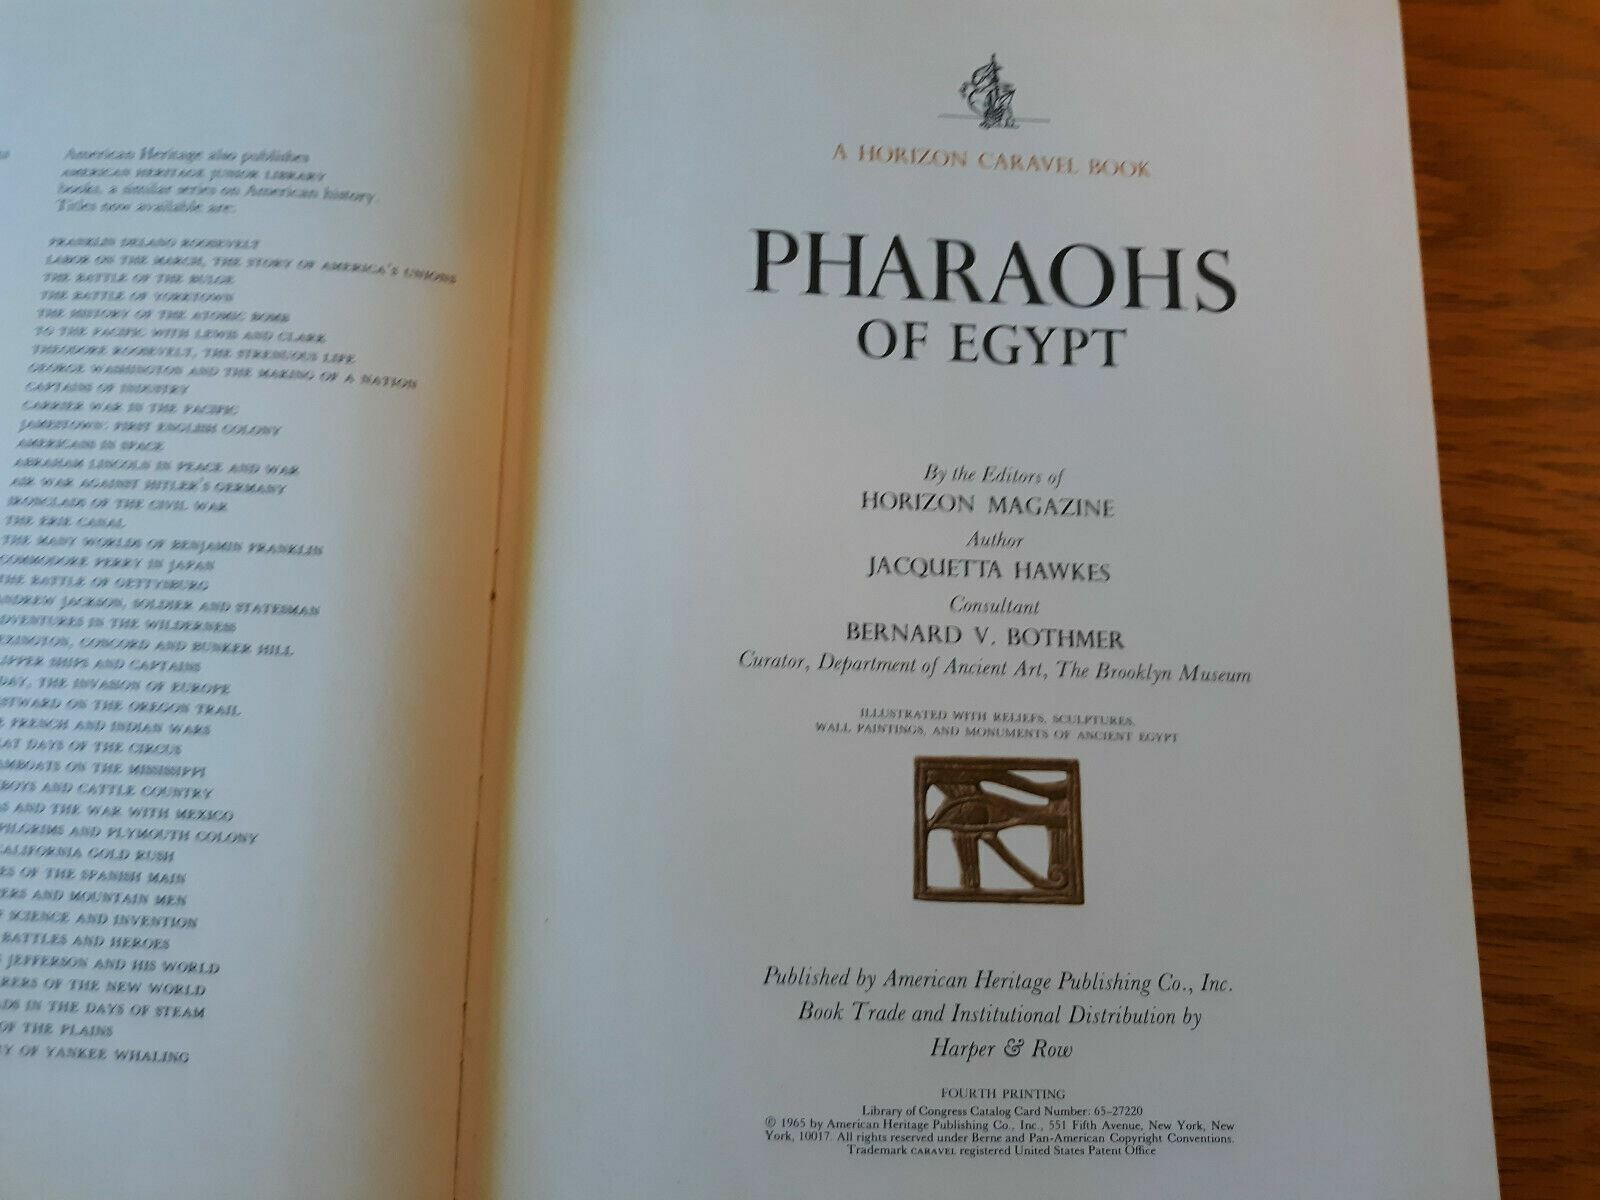 American Heritage also publishes
AMERICAN HERITAGE JUNIOR LIBRARY
books, a similar series on American history.
Titles now available are:
FRANKLIN DELANO ROOSEVELT
LABOR ON THE MARCH, THE STORY OF AMERICA'S UNIONS
THE BATTLE OF THE BULGE
THE BATTLE OF YORKTOWN
THE HISTORY OF THE ATOMIC BOMB
TO THE PACIFIC WITH LEWIS AND CLARK
THEODORE ROOSEVELT, THE STRENUOUS LIFE
GEORGE WASHINGTON AND THE MAKING OF A NATION
CAPTAINS OF INDUSTRY
CARRIER WAR IN THE PACIFIC
JAMESTOWN: FIRST ENGLISH COLONY
AMERICANS IN SPACE
ABRAHAM LINCOLN IN PEACE AND WAR
AIR WAR AGAINST HITLER'S GERMANY
IRONCLADS OF THE CIVIL WAR
THE ERIE CANAL
THE MANY WORLDS OF BENJAMIN FRANKLIN
COMMODORE PERRY IN JAPAN
THE BATTLE OF GETTYSBURG
ANDREW JACKSON, SOLDIER AND STATESMAN
ADVENTURES IN THE WILDERNESS
EXINGTON, CONCORD AND BUNKER HILL
LIPPER SHIPS AND CAPTAINS
DAY, THE INVASION OF EUROPE
STWARD ON THE OREGON TRAIL
E FRENCH AND INDIAN WARS
EAT DAYS OF THE CIRCUS
AMBOATS ON THE MISSISSIPPI
BOYS AND CATTLE COUNTRY
S AND THE WAR WITH MEXICO
PILGRIMS AND PLYMOUTH COLONY
CALIFORNIA GOLD RUSH
ES OF THE SPANISH MAIN
ERS AND MOUNTAIN MEN
F SCIENCE AND INVENTION
BATTLES AND HEROES
S JEFFERSON AND HIS WORLD
RERS OF THE NEW WORLD
ADS IN THE DAYS OF STEAM
OF THE PLAINS
RY OF YANKEE WHALING
A HORIZON CARAVEL BOOK
PHARAOHS
OF EGYPT
By the Editors of
HORIZON MAGAZINE
Author
JACQUETTA HAWKES
Consultant
BERNARD V. BOTHMER
Curator, Department of Ancient Art, The Brooklyn Museum
ILLUSTRATED WITH RELIEFS, SCULPTURES,
WALL PAINTINGS, AND MONUMENTS OF ANCIENT EGYPT
Published by American Heritage Publishing Co., Inc.
Book Trade and Institutional Distribution by
Harper & Row
FOURTH PRINTING
Library of Congress Catalog Card Number: 65-27220
© 1965 by American Heritage Publishing Co., Inc., 551 Fifth Avenue, New York, New
York, 10017. All rights reserved under Berne and Pan-American Copyright Conventions.
Trademark CARAVEL registered United States Patent Office